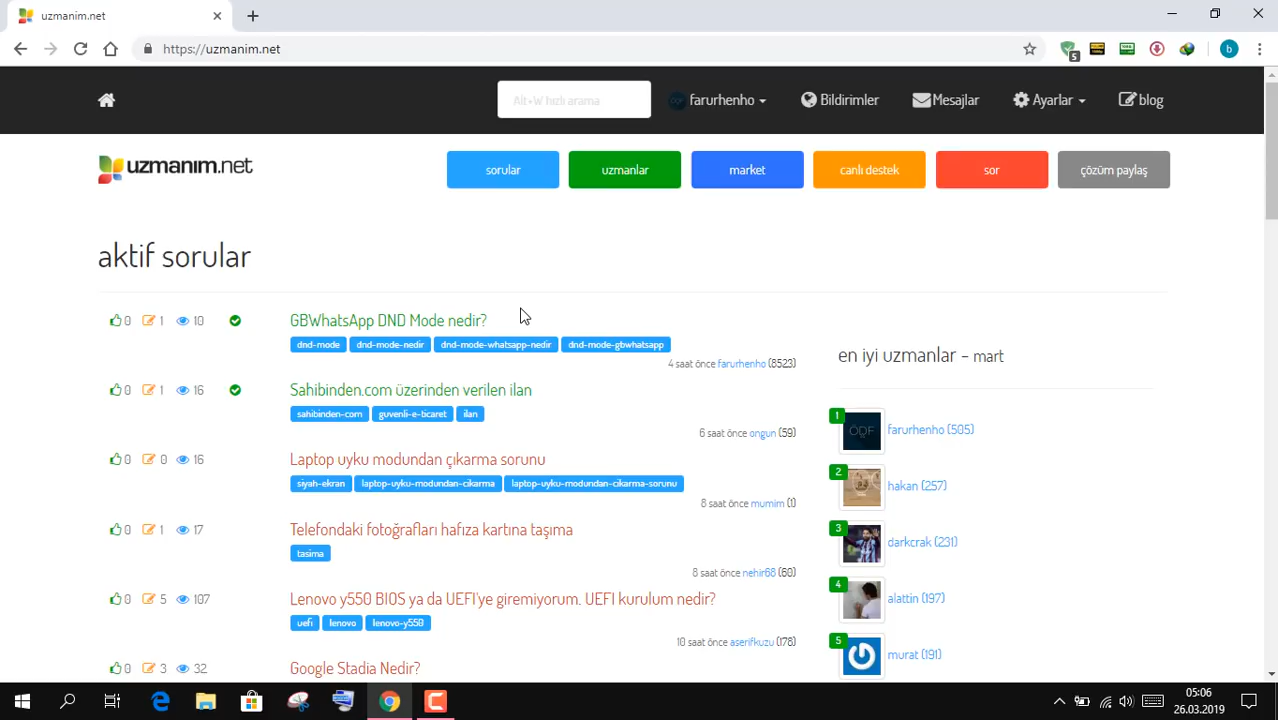 uzmanim.net
https://uzmanim.net
5
b
Alt+W hızlı arama
farurhenho
Bildirimler
Mesajlar
Ayarlar
blog
uzmanım.net
sorular
uzmanlar
market
canlı destek
sor
çözüm paylaş
aktif sorular
0 1 10
GBWhatsApp DND Mode nedir?
dnd-mode dnd-mode-nedir dnd-mode-whatsapp-nedir dnd-mode-gbwhatsapp
4 saat önce farurhenho (8523)
0 1 16
Sahibinden.com üzerinden verilen ilan
sahibinden-com guvenli-e-ticaret ilan
6 saat önce ongun (59)
0 0 16
Laptop uyku modundan çıkarma sorunu
siyah-ekran laptop-uyku-modundan-cikarma laptop-uyku-modundan-cikarma-sorunu
8 saat önce mumim (1)
0 1 17
Telefondaki fotoğrafları hafıza kartına taşıma
tasima
8 saat önce nehir68 (60)
0 5 107
Lenovo y550 BIOS ya da UEFI'ye giremiyorum. UEFI kurulum nedir?
uefi lenovo lenovo-y550
10 saat önce aserifkuzu (178)
0 3 32
Google Stadia Nedir?
en iyi uzmanlar - mart
1 ÖDF farurhenho (505)
2 hakan (257)
3 darkcrak (231)
4 alattin (197)
5 murat (191)
05:06
26.03.2019